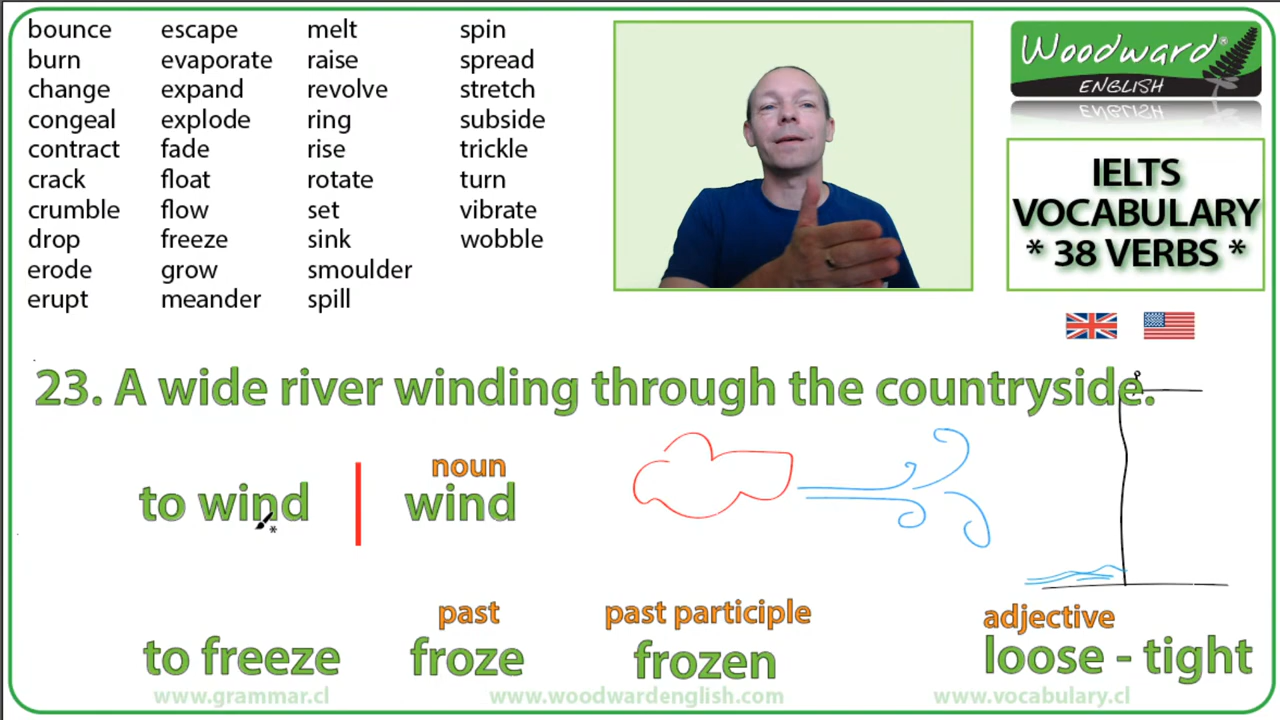 bounce escape melt spin
burn evaporate raise spread
change expand revolve stretch
congeal explode ring subside
contract fade rise trickle
crack float rotate turn
crumble flow set vibrate
drop freeze sink wobble
erode grow smoulder
erupt meander spill
Woodward®
ENGLISH
IELTS
VOCABULARY
* 38 VERBS *
23. A wide river winding through the countryside.
noun
to wind | wind
past past participle adjective
to freeze froze frozen loose - tight
www.grammar.cl www.woodwardenglish.com www.vocabulary.cl